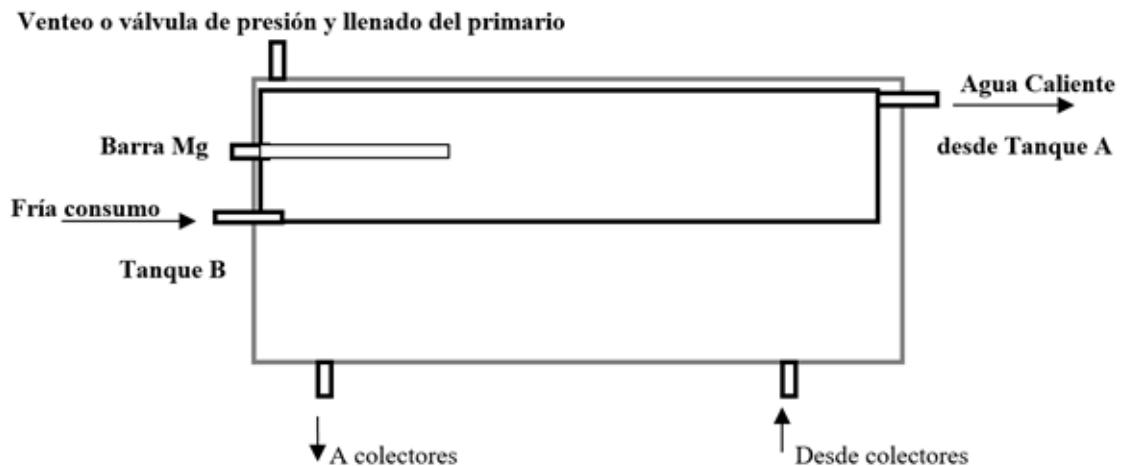 Venteo o válvula de presión y llenado del primario
Agua Caliente
Barra Mg
desde Tanque A
Fría consumo
Tanque B
A colectores
Desde colectores